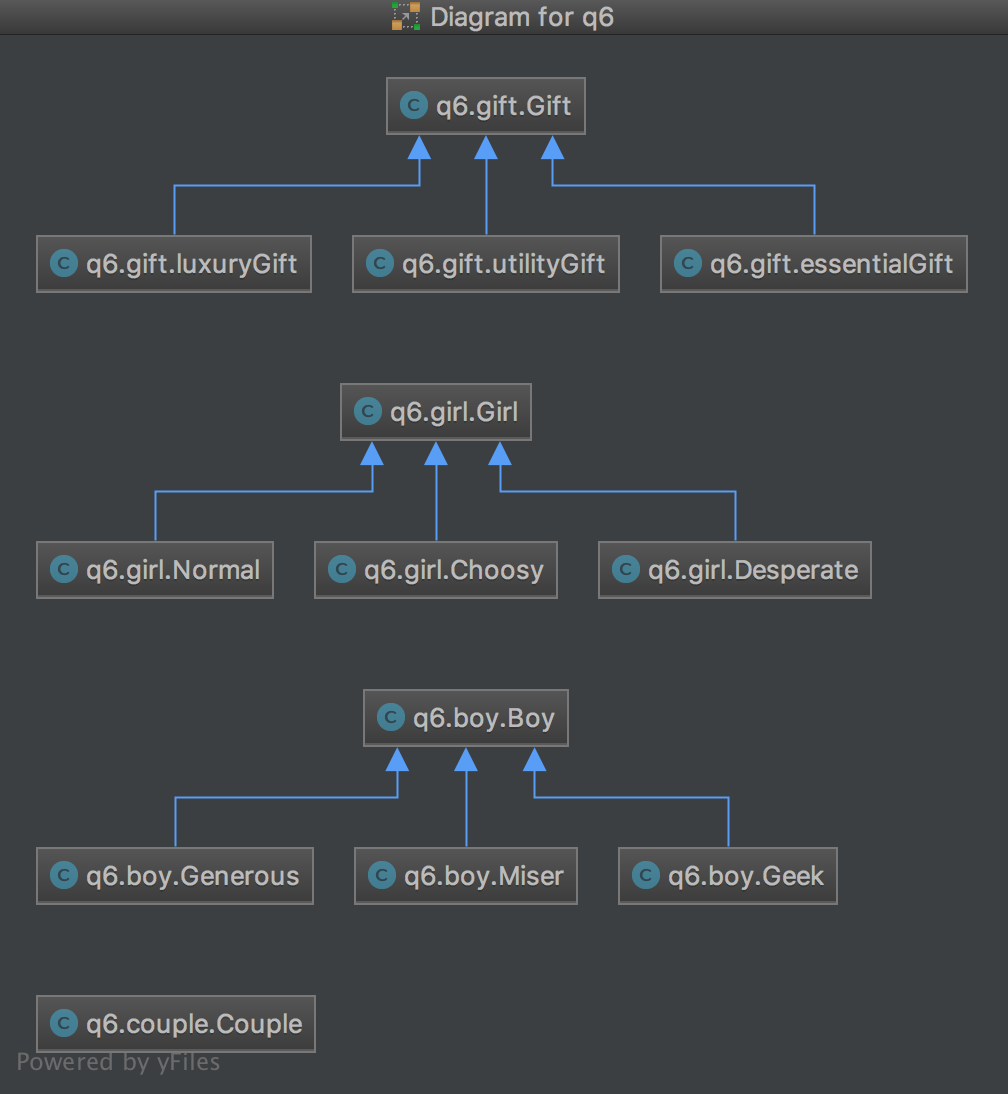 Diagram for q6
C q6.gift.Gift
C q6.gift.luxuryGift
C q6.gift.utilityGift
C q6.gift.essentialGift
C q6.girl.Girl
C q6.girl.Normal
C q6.girl.Choosy
C q6.girl.Desperate
C q6.boy.Boy
C q6.boy.Generous
C q6.boy.Miser
C q6.boy.Geek
C q6.couple.Couple
Powered by yFiles